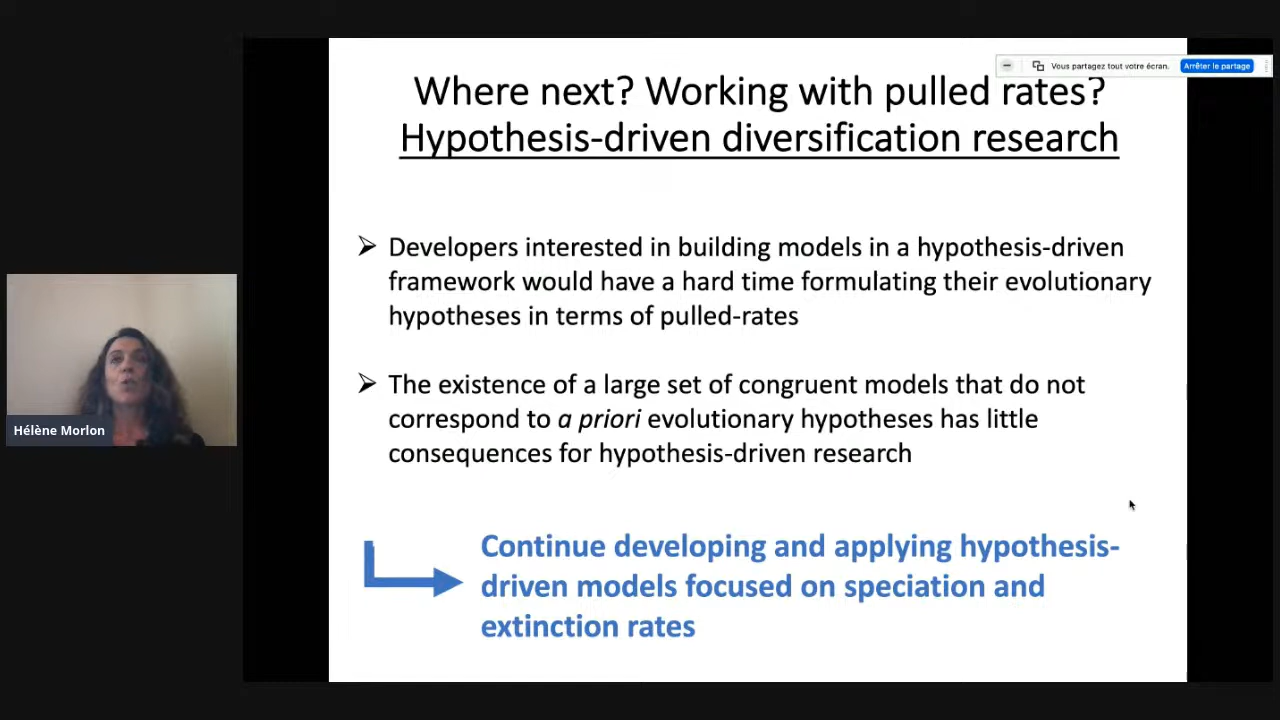 Vous partagez tout votre écran.
Arrêter le partage
Where next? Working with pulled rates?
Hypothesis-driven diversification research
Developers interested in building models in a hypothesis-driven
framework would have a hard time formulating their evolutionary
hypotheses in terms of pulled-rates
The existence of a large set of congruent models that do not
correspond to a priori evolutionary hypotheses has little
consequences for hypothesis-driven research
Hélène Morlon
Continue developing and applying hypothesis-
driven models focused on speciation and
extinction rates